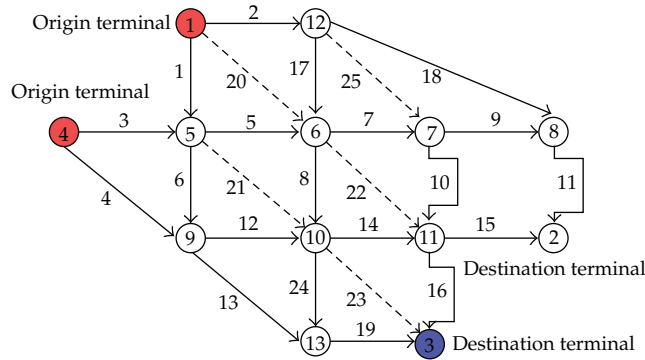 Origin terminal 1 2 12
1 20 17 25 18
Origin terminal
4 3 5 5 6 7 7 9 8
4 6 21 8 22 10 11
9 12 10 14 11 15 2
Destination terminal
13 24 23 16
13 19 3 Destination terminal